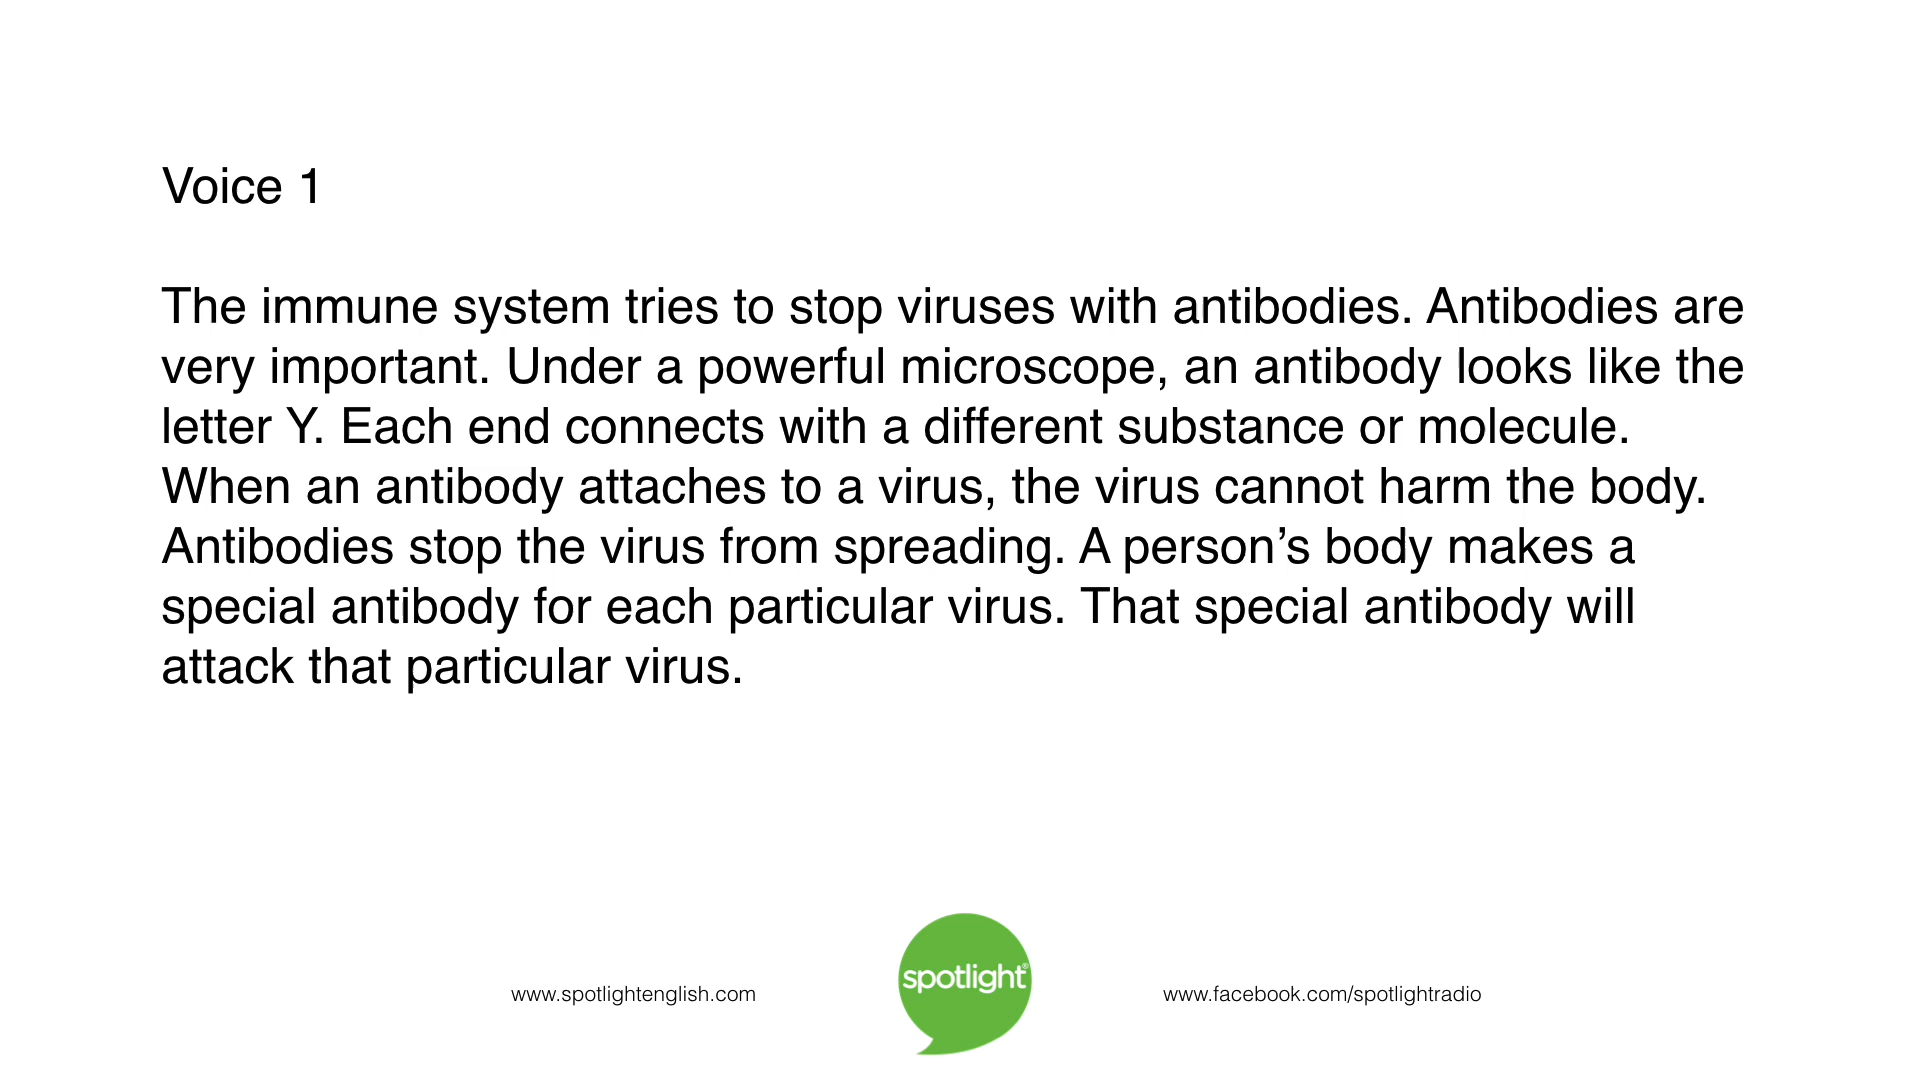 Voice 1
The immune system tries to stop viruses with antibodies. Antibodies are
very important. Under a powerful microscope, an antibody looks like the
letter Y. Each end connects with a different substance or molecule.
When an antibody attaches to a virus, the virus cannot harm the body.
Antibodies stop the virus from spreading. A person’s body makes a
special antibody for each particular virus. That special antibody will
attack that particular virus.
www.spotlightenglish.com
spotlight®
www.facebook.com/spotlightradio